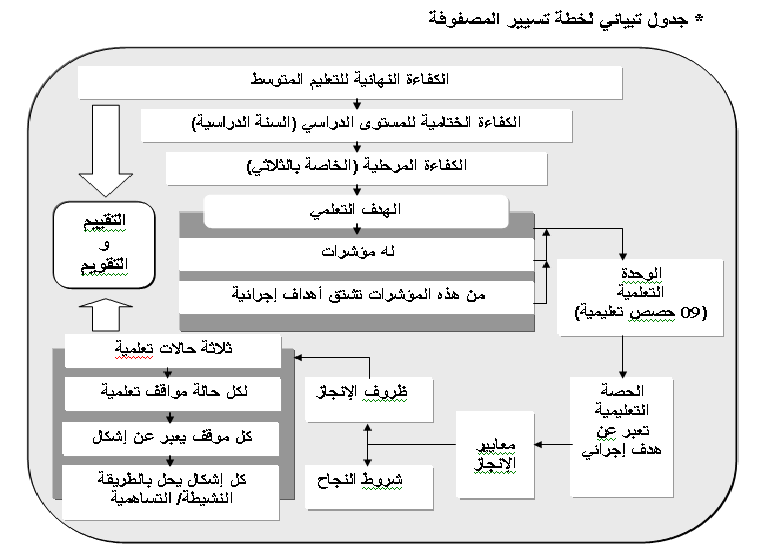 * جدول تبياني لخطة تسيير المصفوفة
الكفاءة النهائية للتعليم المتوسط
الكفاءة الختامية للمستوى الدراسي (السنة الدراسية)
الكفاءة المرحلية (الخاصة بالثلاثي)
الهدف التعلمي
له مؤشرات
من هذه المؤشرات تشتق أهداف إجرائية
التقييم
و
التقويم
الوحدة
التعلمية
(09 حصص تعليمية)
الحصة
التعليمية
تعبر عن
هدف إجرائي
معايير
الإنجاز
ظروف الإنجاز
شروط النجاح
ثلاثة حالات تعلمية
لكل حالة مواقف تعلمية
كل موقف يعبر عن إشكال
كل إشكال يحل بالطريقة
النشيطة/ التساهمية